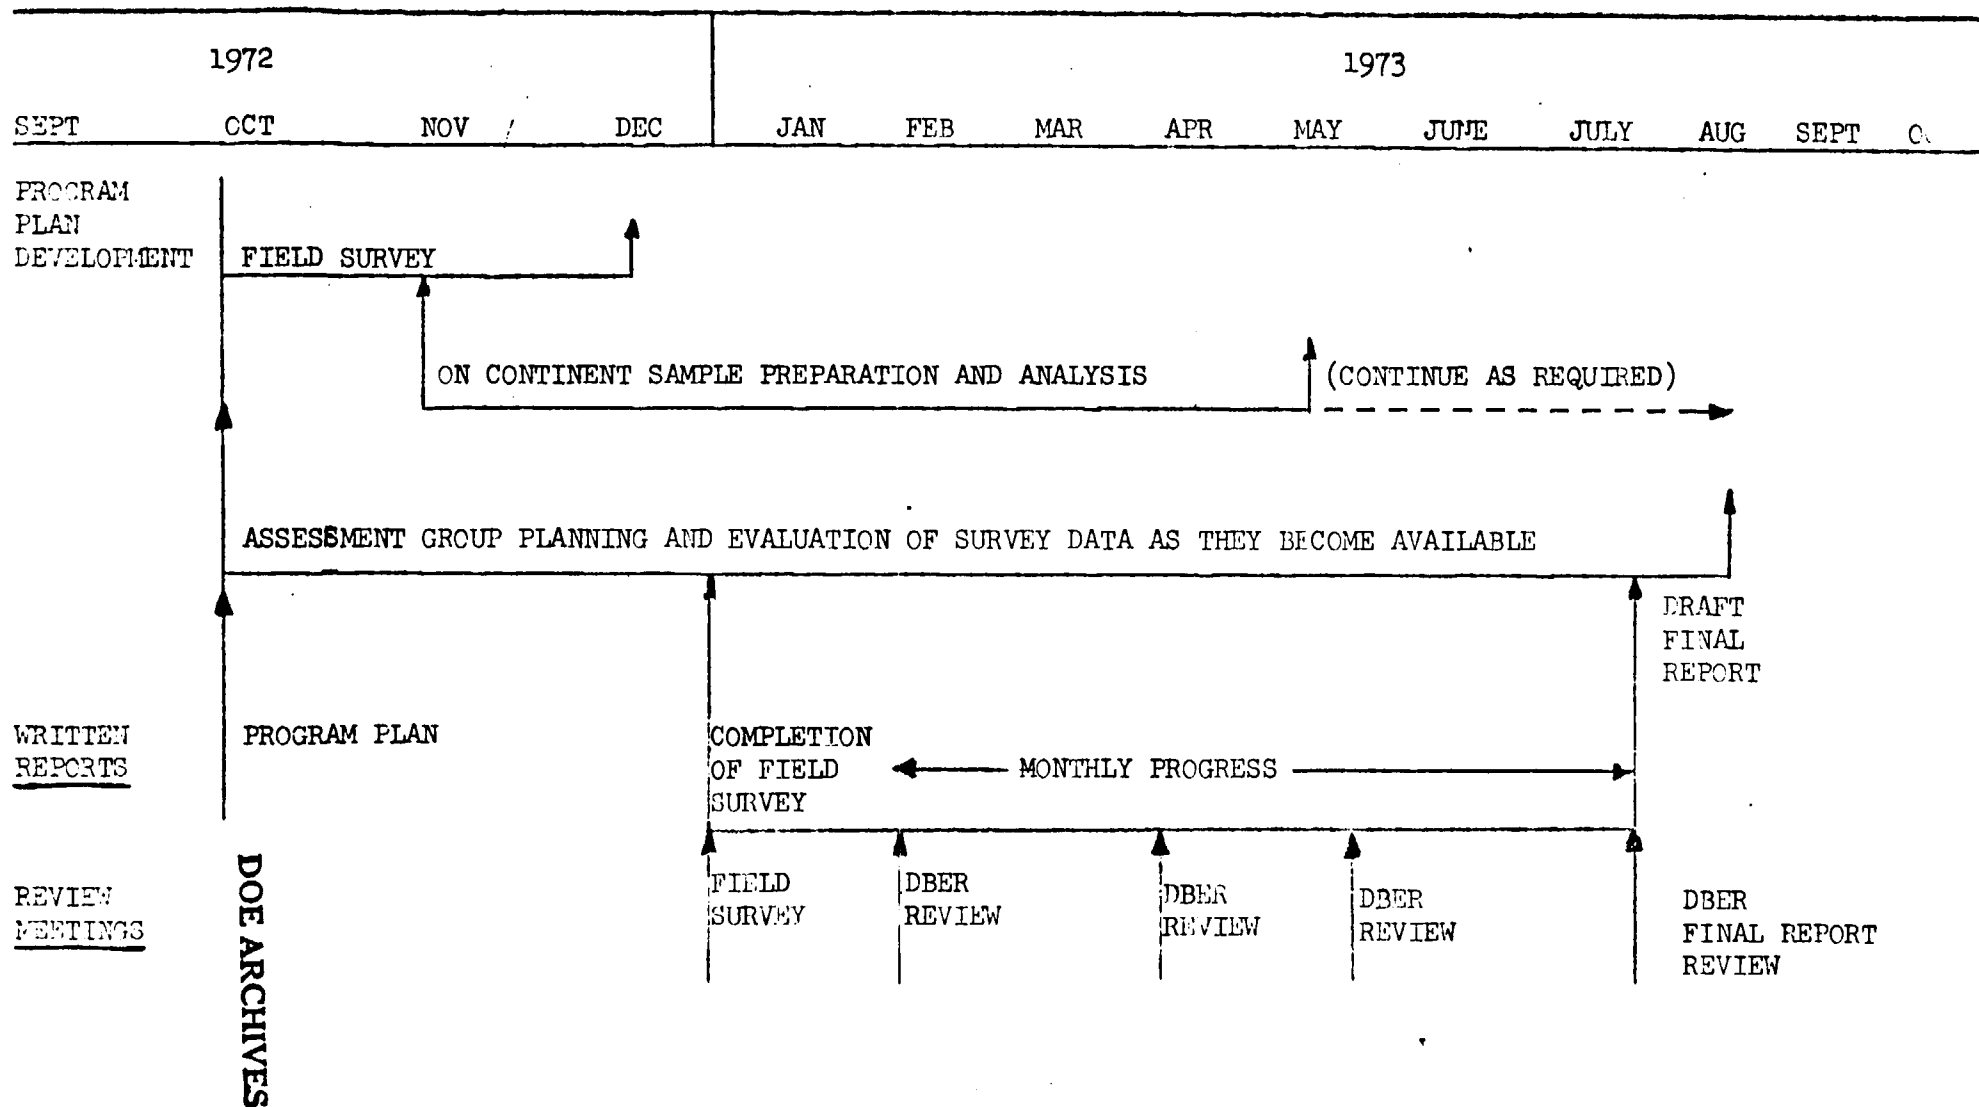 1972
1973
SEPT OCT NOV DEC JAN FEB MAR APR MAY JUNE JULY AUG SEPT
PROGRAM
PLAN
DEVELOPMENT
FIELD SURVEY
ON CONTINENT SAMPLE PREPARATION AND ANALYSIS
(CONTINUE AS REQUIRED)
ASSESSMENT GROUP PLANNING AND EVALUATION OF SURVEY DATA AS THEY BECOME AVAILABLE
DRAFT
FINAL
REPORT
WRITTEN
REPORTS
PROGRAM PLAN
COMPLETION
OF FIELD
SURVEY
MONTHLY PROGRESS
REVIEW
MEETINGS
FIELD
SURVEY
DBER
REVIEW
DBER
REVIEW
DBER
REVIEW
DBER
FINAL REPORT
REVIEW
DOE ARCHIVES